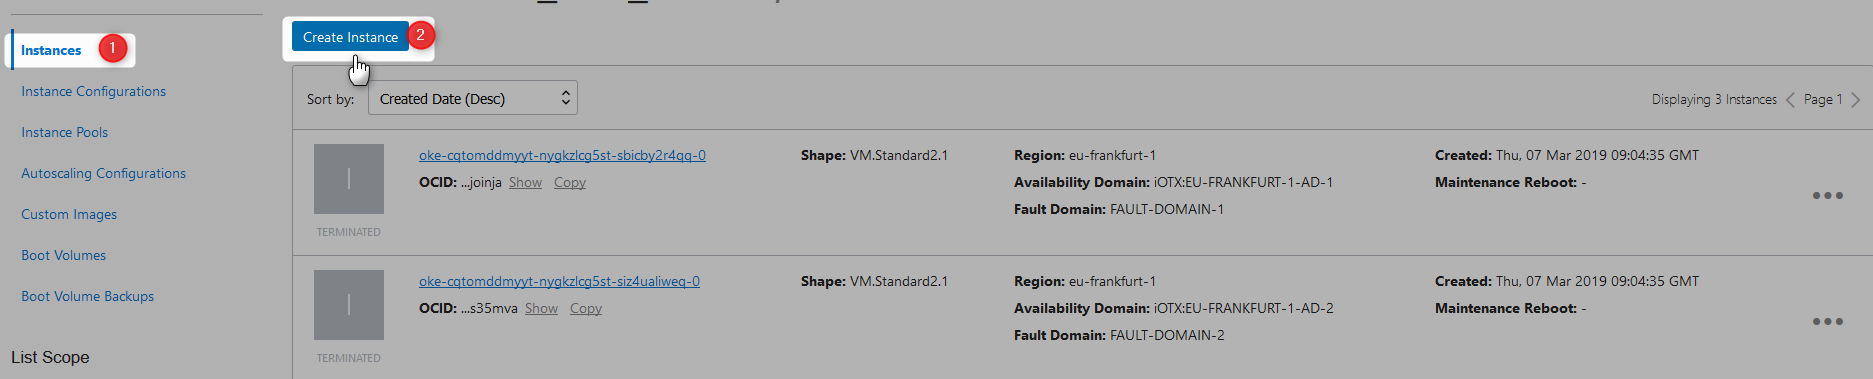 Instances 1
Instance Configurations
Instance Pools
Autoscaling Configurations
Custom Images
Boot Volumes
Boot Volume Backups
List Scope
Create Instance 2
Sort by: Created Date (Desc)
Displaying 3 Instances Page 1
oke-cqtomddmyyt-nygkzlcg5st-sbicby2r4qq-0
OCID: ...joinja Show Copy
TERMINATED
Shape: VM.Standard2.1
Region: eu-frankfurt-1
Availability Domain: iOTX:EU-FRANKFURT-1-AD-1
Fault Domain: FAULT-DOMAIN-1
Created: Thu, 07 Mar 2019 09:04:35 GMT
Maintenance Reboot: -
oke-cqtomddmyyt-nygkzlcg5st-siz4ualiweq-0
OCID: ...s35mva Show Copy
TERMINATED
Shape: VM.Standard2.1
Region: eu-frankfurt-1
Availability Domain: iOTX:EU-FRANKFURT-1-AD-2
Fault Domain: FAULT-DOMAIN-2
Created: Thu, 07 Mar 2019 09:04:35 GMT
Maintenance Reboot: -